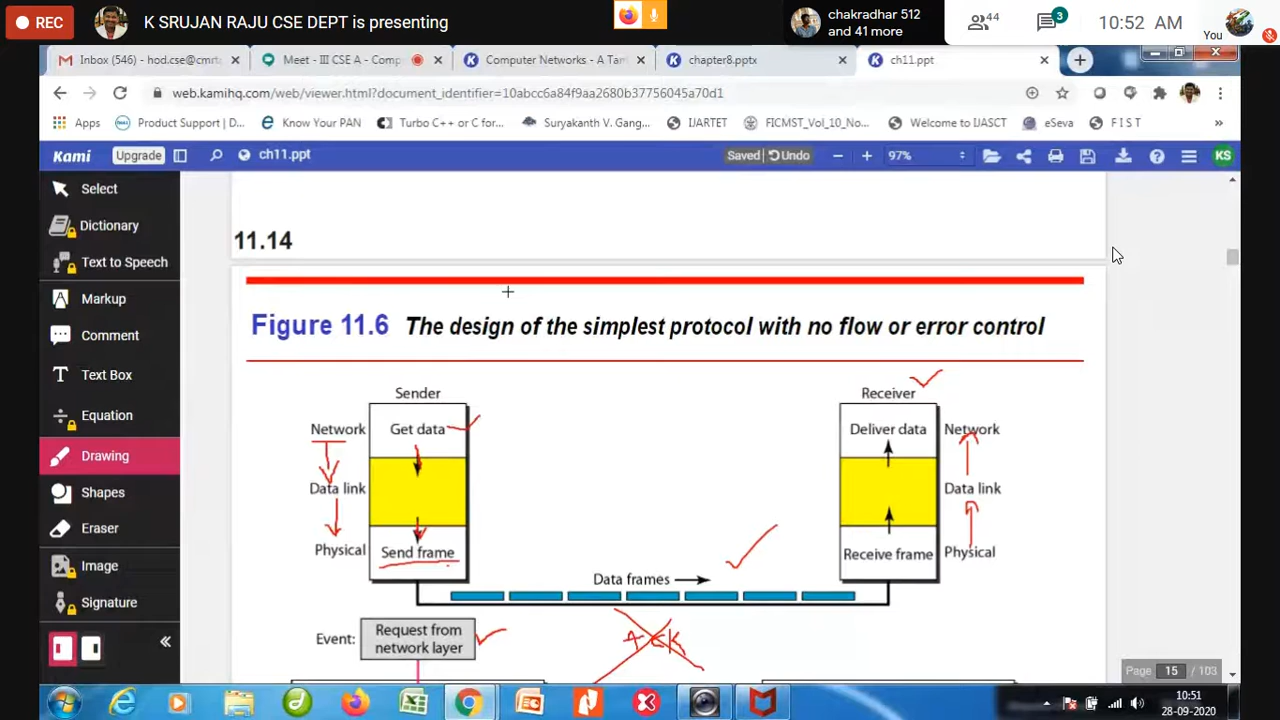 REC
K SRUJAN RAJU CSE DEPT is presenting
chakradhar 512
and 41 more
44
3
10:52 AM
You
Inbox (546) - hod.cse@cmrt
Meet - III CSE A - Comp
Computer Networks - A Tan
chapter8.pptx
ch11.ppt
web.kamihq.com/web/viewer.html?document_identifier=10abcc6a84f9aa2680b37756045a70d1
Apps
Product Support | D...
Know Your PAN
Turbo C++ or C for...
Suryakanth V. Gang...
IJARTET
FICMST_Vol_10_No...
Welcome to IJASCT
eSeva
F I S T
»
Kami
Upgrade
ch11.ppt
Saved
Undo
97%
KS
Select
Dictionary
Text to Speech
Markup
Comment
Text Box
Equation
Drawing
Shapes
Eraser
Image
Signature
11.14
Figure 11.6 The design of the simplest protocol with no flow or error control
Sender
Receiver
Network
Get data
Deliver data
Network
Data link
Data link
Physical
Send frame
Receive frame
Physical
Data frames
Event:
Request from
network layer
ACK
Page 15 / 103
10:51
28-09-2020